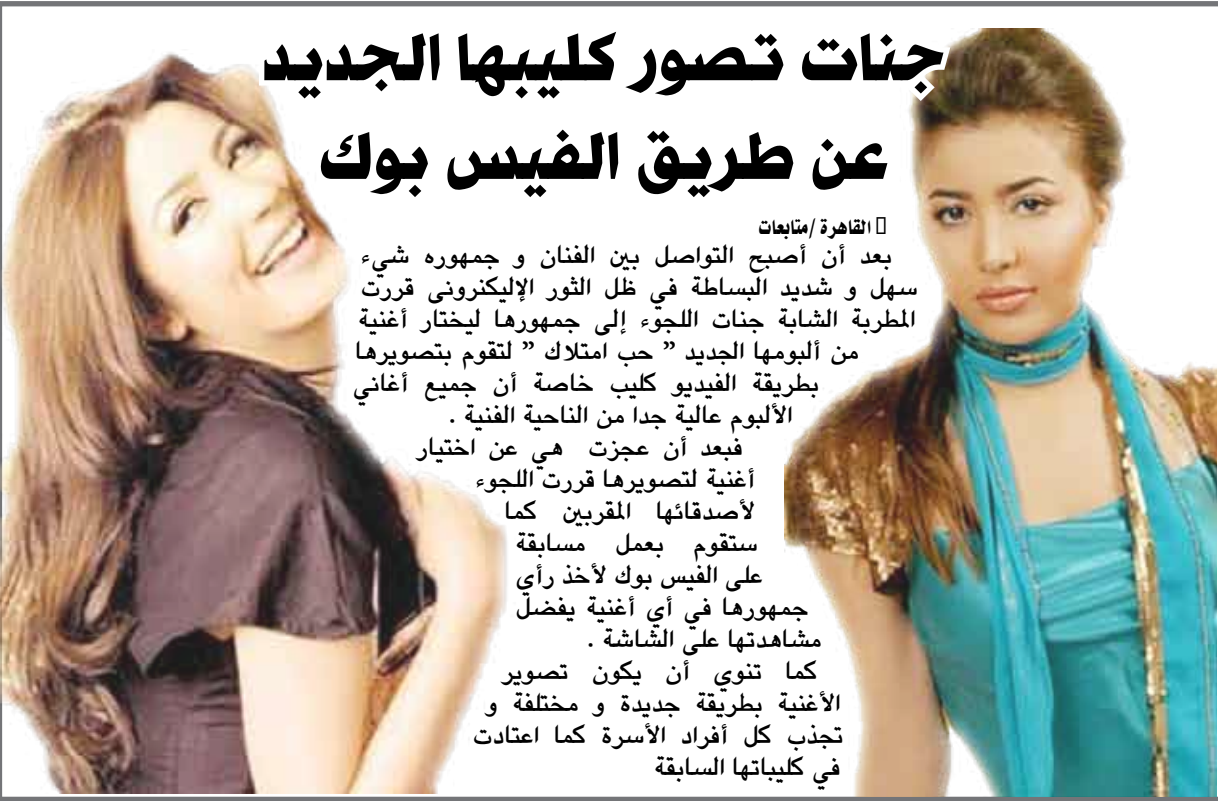 جنات تصور كليبها الجديد
عن طريق الفيس بوك
القاهرة /متابعات
بعد أن أصبح التواصل بين الفنان و جمهوره شيء
سهل و شديد البساطة في ظل الثور الإليكترونى قررت
المطربة الشابة جنات اللجوء إلى جمهورها ليختار أغنية
من ألبومها الجديد ” حب امتلاك ” لتقوم بتصويرها
بطريقة الفيديو كليب خاصة أن جميع أغاني
الألبوم عالية جدا من الناحية الفنية .
فبعد أن عجزت هي عن اختيار
أغنية لتصويرها قررت اللجوء
لأصدقائها المقربين كما
ستقوم بعمل مسابقة
على الفيس بوك لأخذ رأي
جمهورها في أي أغنية يفضل
مشاهدتها على الشاشة .
كما تنوي أن يكون تصوير
الأغنية بطريقة جديدة و مختلفة و
تجذب كل أفراد الأسرة كما اعتادت
في كليباتها السابقة